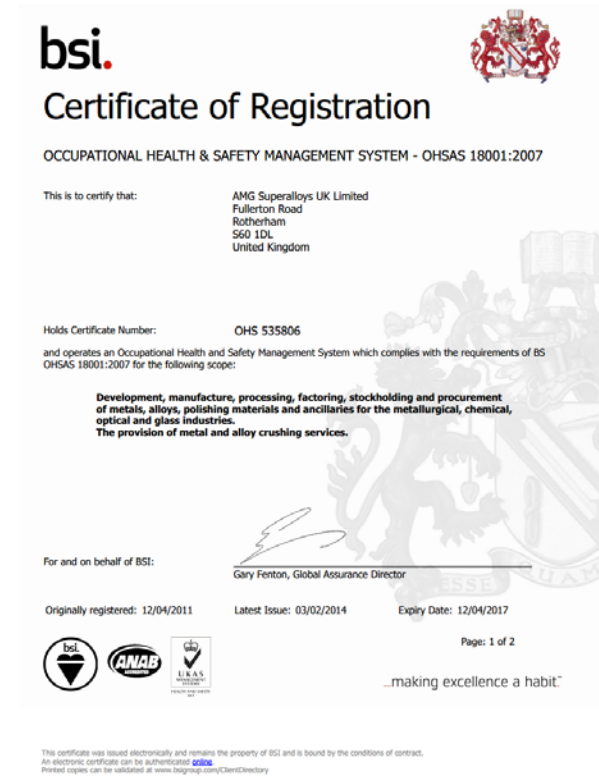 bsi.
Certificate of Registration
OCCUPATIONAL HEALTH & SAFETY MANAGEMENT SYSTEM - OHSAS 18001:2007
This is to certify that:
AMG Superalloys UK Limited
Fullerton Road
Rotherham
S60 1DL
United Kingdom
Holds Certificate Number:
OHS 535806
and operates an Occupational Health and Safety Management System which complies with the requirements of BS
OHSAS 18001:2007 for the following scope:
Development, manufacture, processing, factoring, stockholding and procurement
of metals, alloys, polishing materials and ancillaries for the metallurgical, chemical,
optical and glass industries.
The provision of metal and alloy crushing services.
For and on behalf of BSI:
Gary Fenton, Global Assurance Director
Originally registered: 12/04/2011
Latest Issue: 03/02/2014
Expiry Date: 12/04/2017
Page: 1 of 2
bsi.
ANAB
ACCREDITED
UKAS
MANAGEMENT
SYSTEMS
HEALTH AND SAFETY
...making excellence a habit.™
This certificate was issued electronically and remains the property of BSI and is bound by the conditions of contract.
An electronic certificate can be authenticated online.
Printed copies can be validated at www.bsigroup.com/ClientDirectory